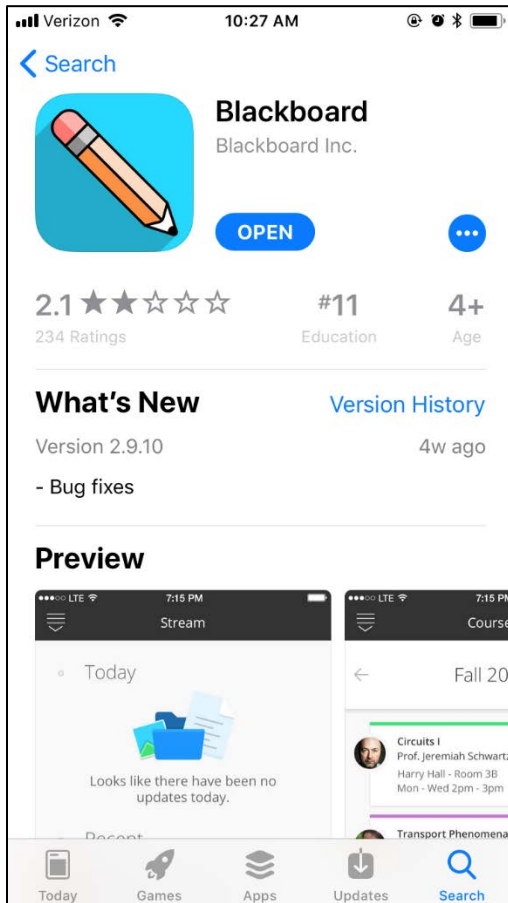 Verizon 10:27 AM
Search
Blackboard
Blackboard Inc.
OPEN
2.1 #11 4+
234 Ratings Education Age
What's New Version History
Version 2.9.10 4w ago
- Bug fixes
Preview
LTE 7:15 PM LTE 7:15 PM
Stream Course
Today Fall 20
Circuits I
Prof. Jeremiah Schwartz
Harry Hall - Room 3B
Mon - Wed 2pm - 3pm
Looks like there have been no
updates today.
Recent
Transport Phenomena
Today Games Apps Updates Search